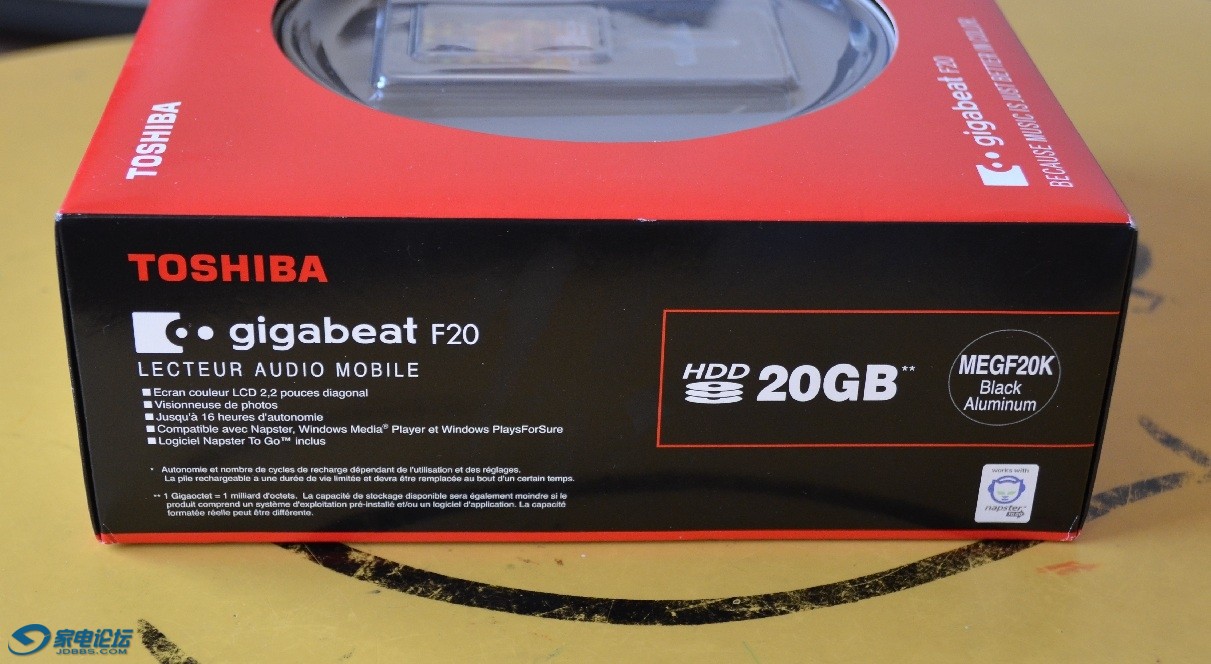 TOSHIBA
gigabeat F20
BECAUSE MUSIC IS JUST BETTER IN COLOR
TOSHIBA
gigabeat F20
LECTEUR AUDIO MOBILE
■ Ecran couleur LCD 2,2 pouces diagonal
■ Visionneuse de photos
■ Jusqu'à 16 heures d'autonomie
■ Compatible avec Napster, Windows Media® Player et Windows PlaysForSure
■ Logiciel Napster To Go™ inclus
* Autonomie et nombre de cycles de recharge dépendant de l'utilisation et des réglages.
La pile rechargeable a une durée de vie limitée et devra être ramplacée au bout d'un certain temps.
** 1 Gigaoctet = 1 milliard d'octets. La capacité de stockage disponible sera également moindre si le
produit comprend un système d'exploitation pré-installé et/ou un logiciel d'application. La capacité
formatée réelle peut être différente.
HDD 20GB**
MEGF20K
Black
Aluminum
works with
napster
to go
家电论坛
JDBBS.COM